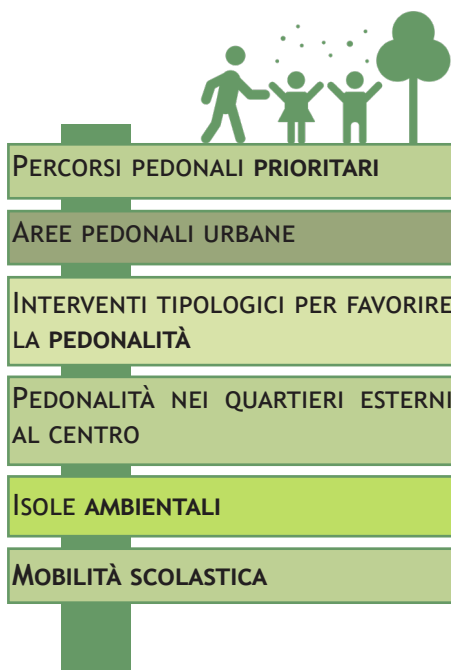 PERCORSI PEDONALI PRIORITARI
AREE PEDONALI URBANE
INTERVENTI TIPOLOGICI PER FAVORIRE
LA PEDONALITÀ
PEDONALITÀ NEI QUARTIERI ESTERNI
AL CENTRO
ISOLE AMBIENTALI
MOBILITÀ SCOLASTICA